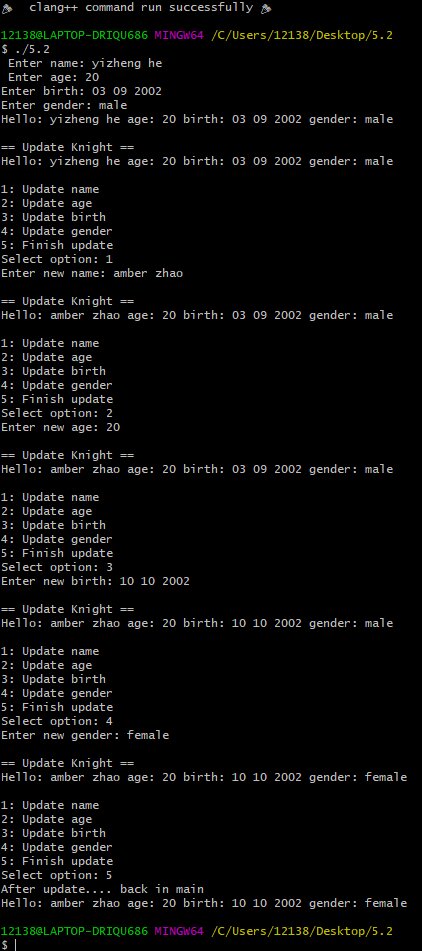 clang++ command run successfully
12138@LAPTOP-DRIQU686 MINGW64 /C/Users/12138/Desktop/5.2
$ ./5.2
Enter name: yizheng he
Enter age: 20
Enter birth: 03 09 2002
Enter gender: male
Hello: yizheng he age: 20 birth: 03 09 2002 gender: male
== Update Knight ==
Hello: yizheng he age: 20 birth: 03 09 2002 gender: male
1: Update name
2: Update age
3: Update birth
4: Update gender
5: Finish update
Select option: 1
Enter new name: amber zhao
== Update Knight ==
Hello: amber zhao age: 20 birth: 03 09 2002 gender: male
1: Update name
2: Update age
3: Update birth
4: Update gender
5: Finish update
Select option: 2
Enter new age: 20
== Update Knight ==
Hello: amber zhao age: 20 birth: 03 09 2002 gender: male
1: Update name
2: Update age
3: Update birth
4: Update gender
5: Finish update
Select option: 3
Enter new birth: 10 10 2002
== Update Knight ==
Hello: amber zhao age: 20 birth: 10 10 2002 gender: male
1: Update name
2: Update age
3: Update birth
4: Update gender
5: Finish update
Select option: 4
Enter new gender: female
== Update Knight ==
Hello: amber zhao age: 20 birth: 10 10 2002 gender: female
1: Update name
2: Update age
3: Update birth
4: Update gender
5: Finish update
Select option: 5
After update.... back in main
Hello: amber zhao age: 20 birth: 10 10 2002 gender: female
12138@LAPTOP-DRIQU686 MINGW64 /C/Users/12138/Desktop/5.2
$